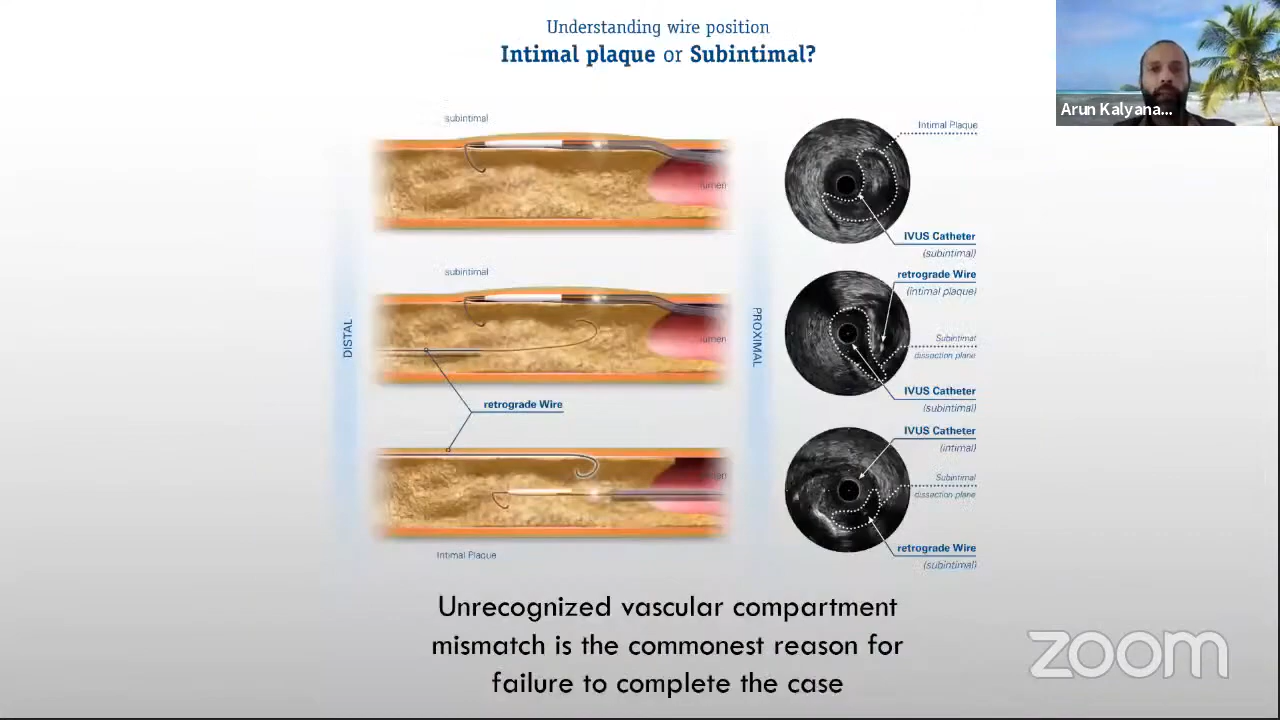 Understanding wire position
Intimal plaque or Subintimal?
Arun Kalyana...
subintimal
lumen
subintimal
lumen
DISTAL
PROXIMAL
retrograde Wire
Intimal Plaque
Intimal Plaque
IVUS Catheter
(subintimal)
retrograde Wire
(intimal plaque)
Subintimal
dissection plane
IVUS Catheter
(subintimal)
IVUS Catheter
(intimal)
Subintimal
dissection plane
retrograde Wire
(subintimal)
Unrecognized vascular compartment
mismatch is the commonest reason for
failure to complete the case
zoom